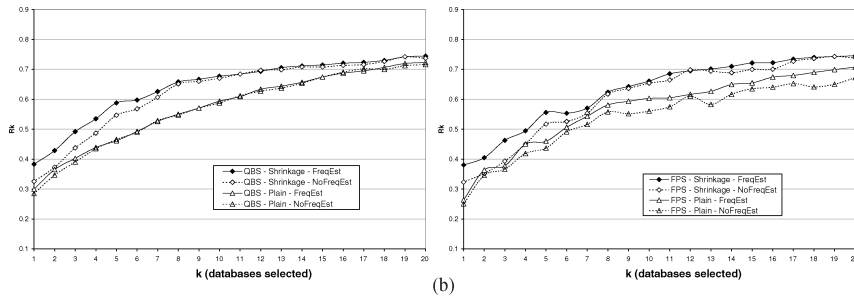 0.9
0.8
0.7
0.6
0.5
0.4
0.3
0.2
0.1
Rk
1 2 3 4 5 6 7 8 9 10 11 12 13 14 15 16 17 18 19 20
k (databases selected)
QBS - Shrinkage - FreqEst
QBS - Shrinkage - NoFreqEst
QBS - Plain - FreqEst
QBS - Plain - NoFreqEst
0.9
0.8
0.7
0.6
0.5
0.4
0.3
0.2
0.1
Rk
1 2 3 4 5 6 7 8 9 10 11 12 13 14 15 16 17 18 19
k (databases selected)
FPS - Shrinkage - FreqEst
FPS - Shrinkage - NoFreqEst
FPS - Plain - FreqEst
FPS - Plain - NoFreqEst
(b)